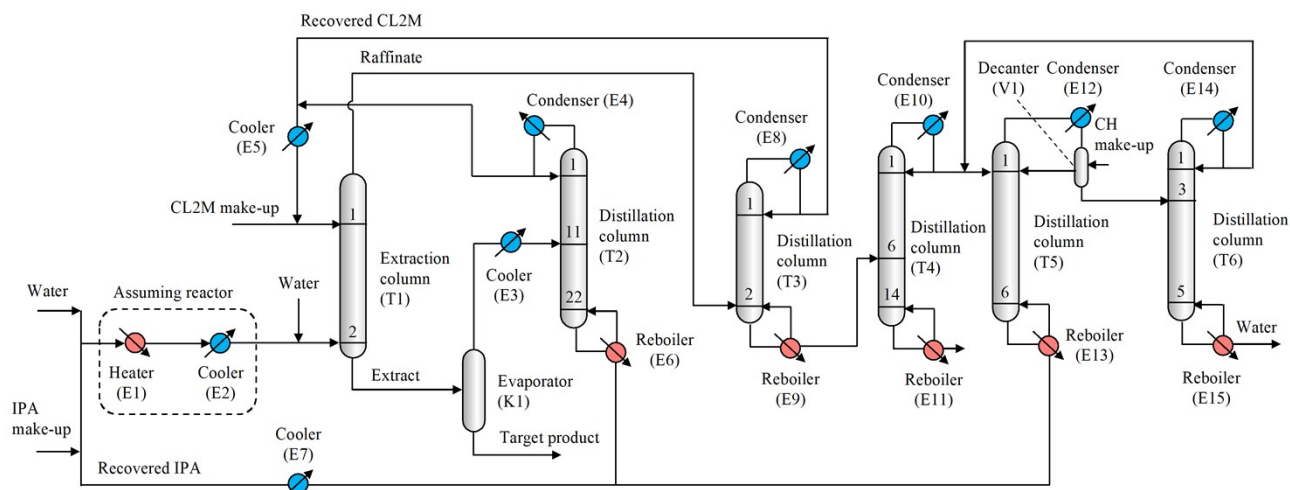 Recovered CL2M
Raffinate
Cooler
(E5)
Condenser (E4)
Condenser
(E8)
Condenser
(E10)
Decanter
(V1)
Condenser
(E12)
CH
make-up
Condenser
(E14)
CL2M make-up
1
Extraction
column
(T1)
2
1
11
22
Distillation
column
(T2)
Cooler
(E3)
1
2
Distillation
column
(T3)
1
6
14
Distillation
column
(T4)
1
6
Distillation
column
(T5)
1
3
5
Distillation
column
(T6)
Water
Assuming reactor
Water
Heater
(E1)
Cooler
(E2)
Extract
Evaporator
(K1)
Target product
Reboiler
(E6)
Reboiler
(E9)
Reboiler
(E11)
Reboiler
(E13)
Water
Reboiler
(E15)
IPA
make-up
Recovered IPA
Cooler
(E7)